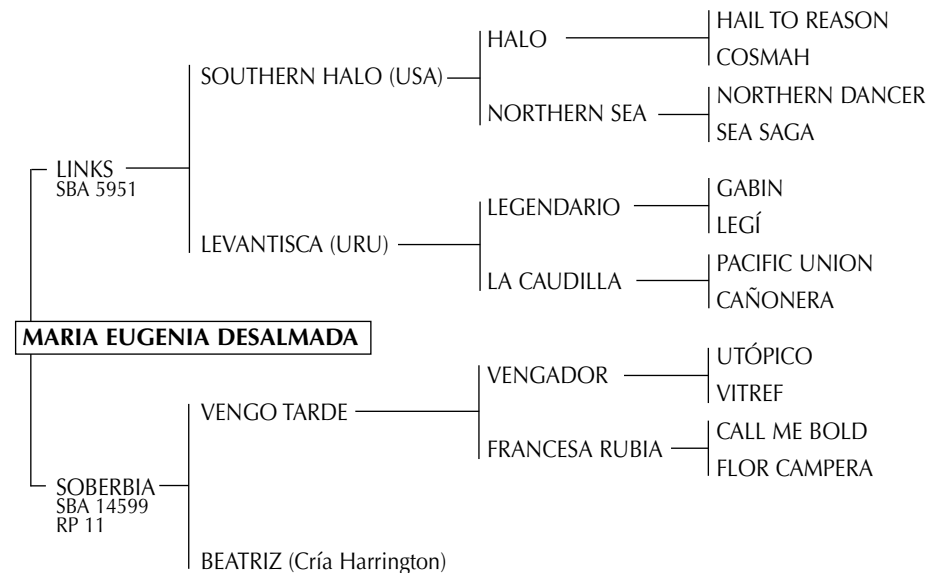 HAIL TO REASON
HALO
COSMAH
SOUTHERN HALO (USA)
NORTHERN DANCER
NORTHERN SEA
SEA SAGA
LINKS
SBA 5951
GABIN
LEGENDARIO
LEGÍ
LEVANTISCA (URU)
PACIFIC UNION
LA CAUDILLA
CAÑONERA
MARIA EUGENIA DESALMADA
UTÓPICO
VENGADOR
VITREF
VENGO TARDE
CALL ME BOLD
FRANCESA RUBIA
FLOR CAMPERA
SOBERBIA
SBA 14599
RP 11
BEATRIZ (Cría Harrington)